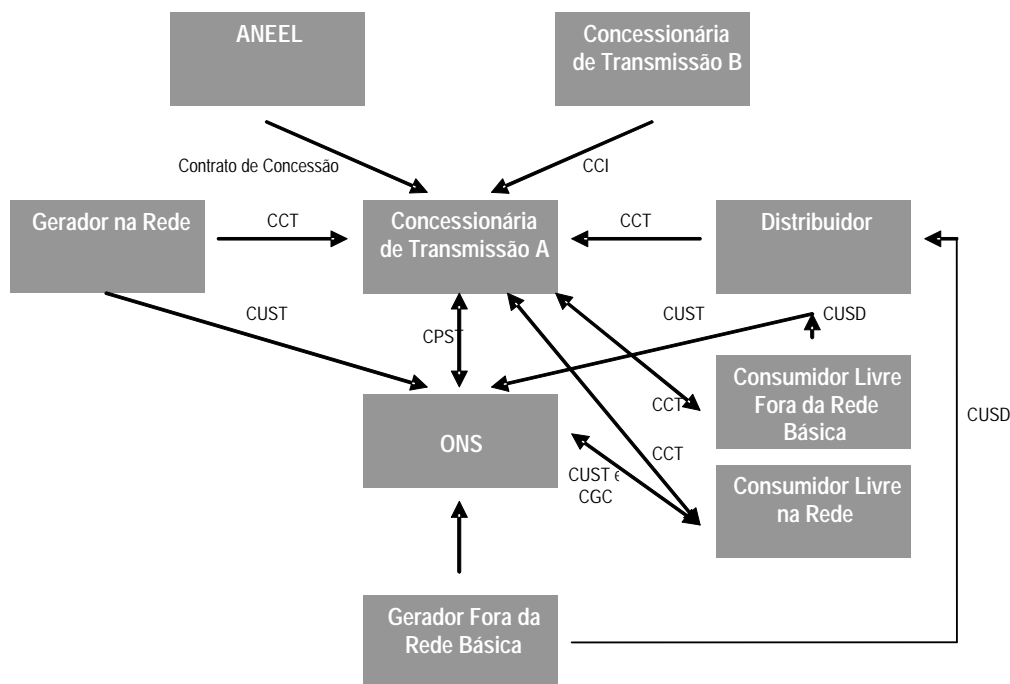 ANEEL
Concessionária
de Transmissão B
Contrato de Concessão
CCI
Gerador na Rede
CCT
Concessionária
de Transmissão A
CCT
Distribuidor
CUST
CPST
CUST
CUSD
Consumidor Livre
Fora da Rede
Básica
CCT
CUSD
ONS
CCT
CUST e
CGC
Consumidor Livre
na Rede
Gerador Fora da
Rede Básica